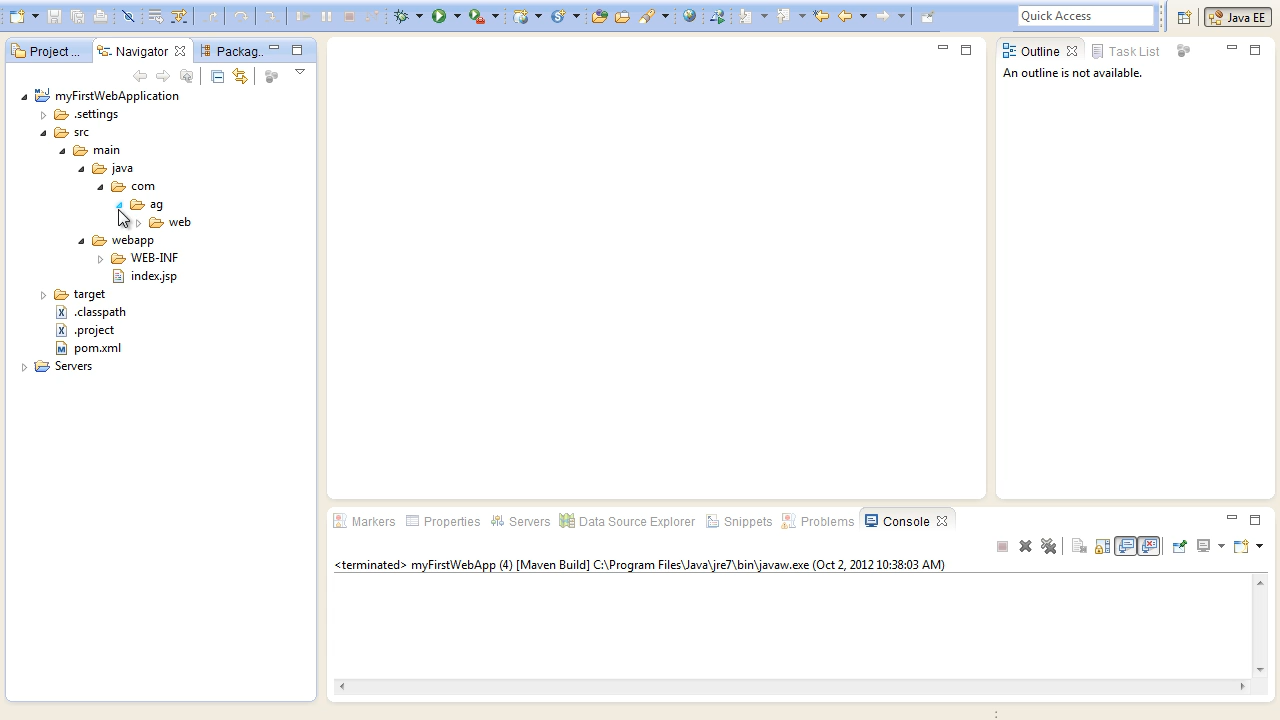 Quick Access
Java EE
Project ...
Navigator
Packag..
myFirstWebApplication
.settings
src
main
java
com
ag
web
webapp
WEB-INF
index.jsp
target
.classpath
.project
pom.xml
Servers
Outline
Task List
An outline is not available.
Markers
Properties
Servers
Data Source Explorer
Snippets
Problems
Console
<terminated> myFirstWebApp (4) [Maven Build] C:\Program Files\Java\jre7\bin\javaw.exe (Oct 2, 2012 10:38:03 AM)